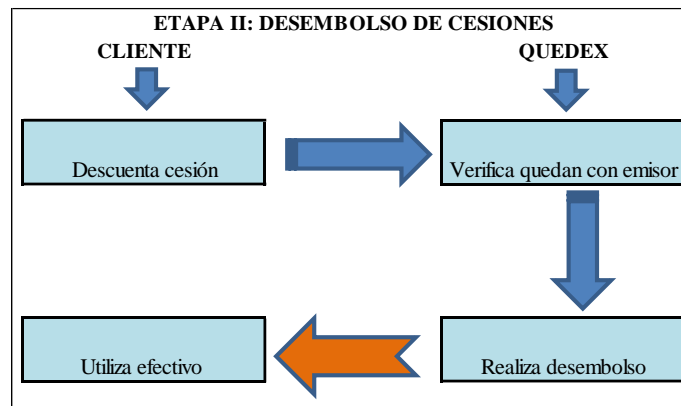 ETAPA II: DESEMBOLSO DE CESIONES
CLIENTE QUEDEX
Descuenta cesión Verifica quedan con emisor
Utiliza efectivo Realiza desembolso